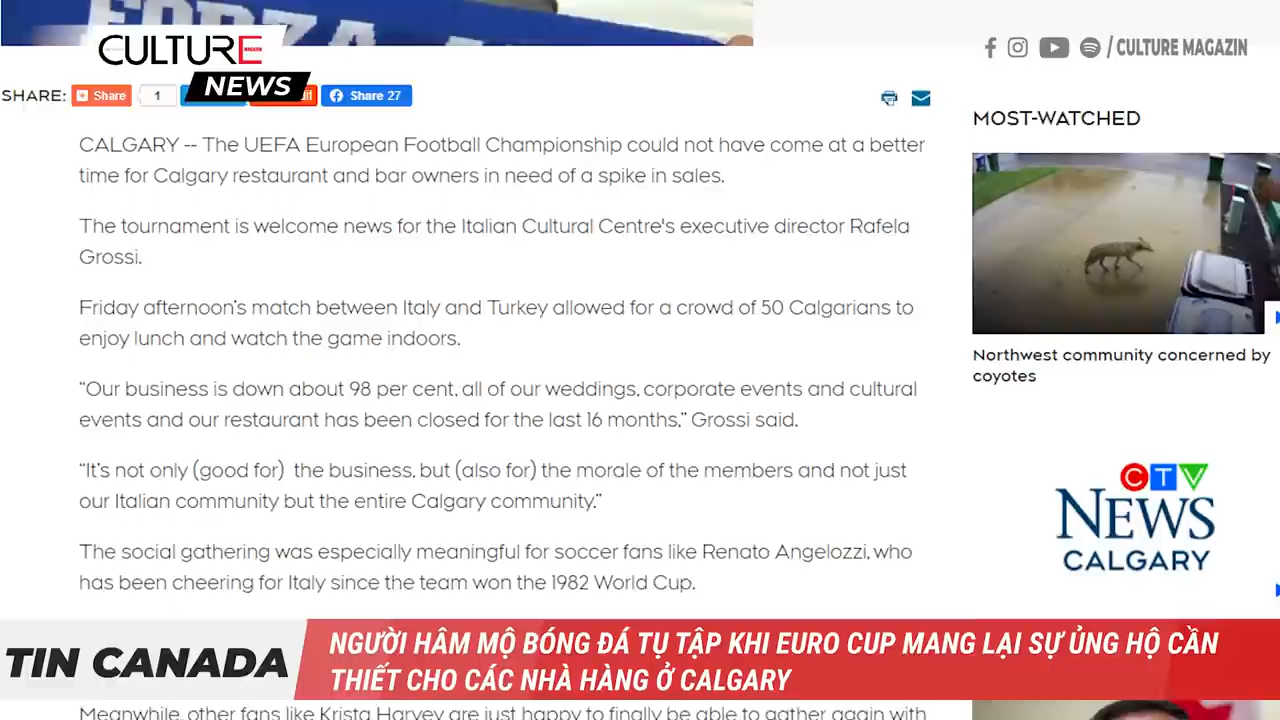 FORZA
CULTURE
NEWS
/ CULTURE MAGAZIN
SHARE:
Share
1
Share 27
MOST-WATCHED
CALGARY -- The UEFA European Football Championship could not have come at a better
time for Calgary restaurant and bar owners in need of a spike in sales.
The tournament is welcome news for the Italian Cultural Centre's executive director Rafela
Grossi.
Friday afternoon's match between Italy and Turkey allowed for a crowd of 50 Calgarians to
enjoy lunch and watch the game indoors.
“Our business is down about 98 per cent, all of our weddings, corporate events and cultural
events and our restaurant has been closed for the last 16 months,” Grossi said.
“It’s not only (good for)  the business, but (also for) the morale of the members and not just
our Italian community but the entire Calgary community.”
The social gathering was especially meaningful for soccer fans like Renato Angelozzi, who
has been cheering for Italy since the team won the 1982 World Cup.
Northwest community concerned by
coyotes
CTV
NEWS
CALGARY
TIN CANADA
NGƯỜI HÂM MỘ BÓNG ĐÁ TỤ TẬP KHI EURO CUP MANG LẠI SỰ ỦNG HỘ CẦN
THIẾT CHO CÁC NHÀ HÀNG Ở CALGARY
Meanwhile, other fans like Krista Harvey are just happy to finally be able to gather again with